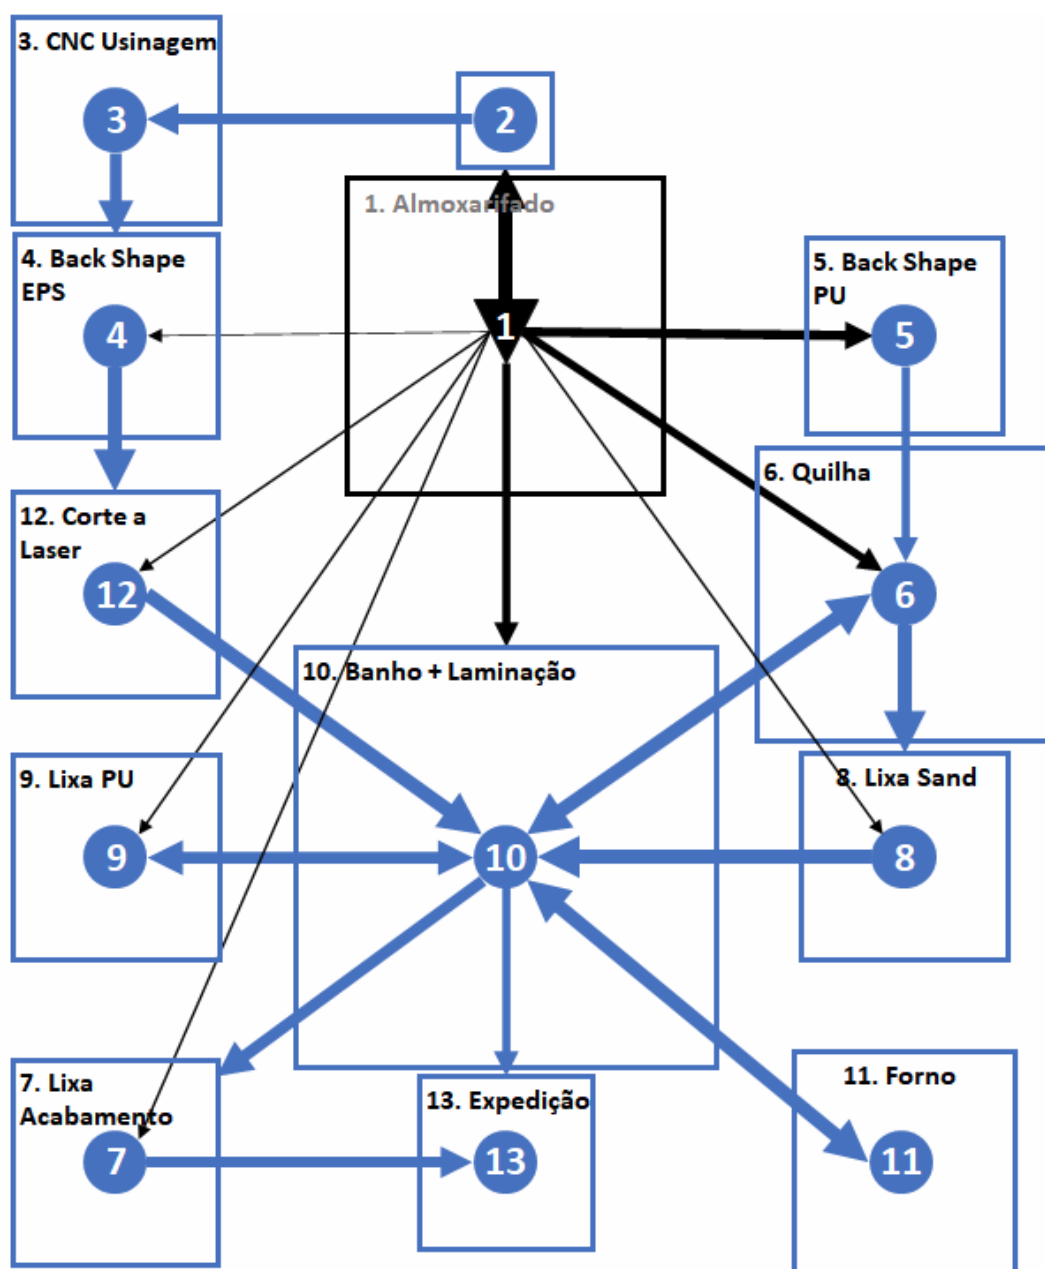 3. CNC Usinagem
3
2
1. Almoxarifado
1
4. Back Shape
EPS
4
5. Back Shape
PU
5
6. Quilha
6
12. Corte a
Laser
12
10. Banho + Laminação
10
9. Lixa PU
9
8. Lixa Sand
8
7. Lixa
Acabamento
7
13. Expedição
13
11. Forno
11